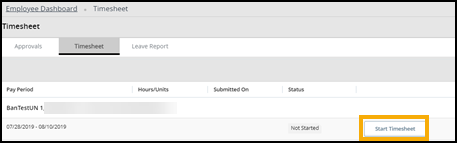 Employee Dashboard • Timesheet
Timesheet
Approvals Timesheet Leave Report
Pay Period Hours/Units Submitted On Status
BanTestUN 1,
07/28/2019 - 08/10/2019 Not Started Start Timesheet